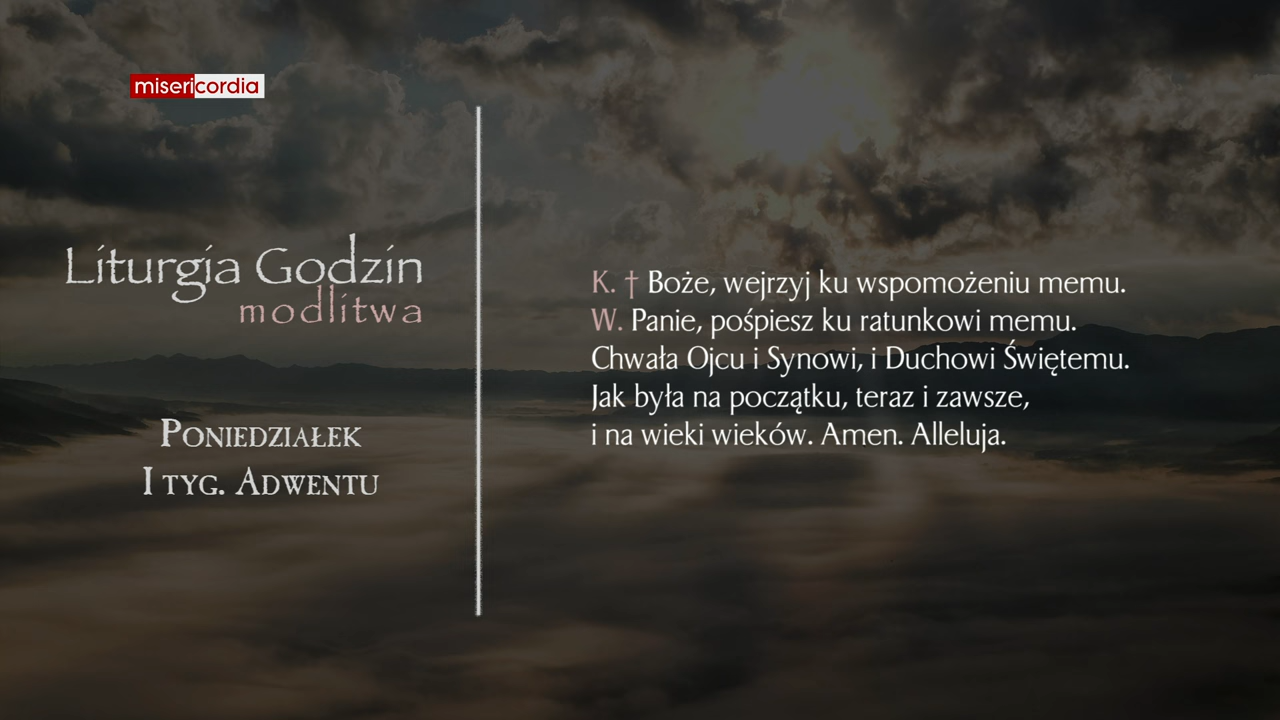 misericordia
Liturgia Godzin
modlitwa
Poniedziałek
I tyg. Adwentu
K. † Boże, wejrzyj ku wspomożeniu memu.
W. Panie, pośpiesz ku ratunkowi memu.
Chwała Ojcu i Synowi, i Duchowi Świętemu.
Jak była na początku, teraz i zawsze,
i na wieki wieków. Amen. Alleluja.